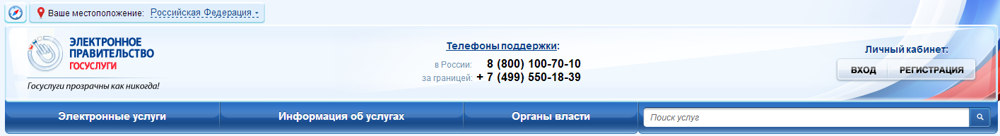 Ваше местоположение: Российская Федерация
ЭЛЕКТРОННОЕ
ПРАВИТЕЛЬСТВО
ГОСУСЛУГИ
Госуслуги прозрачны как никогда!
Телефоны поддержки:
в России: 8 (800) 100-70-10
за границей: + 7 (499) 550-18-39
Личный кабинет:
ВХОД РЕГИСТРАЦИЯ
Электронные услуги Информация об услугах Органы власти Поиск услуг